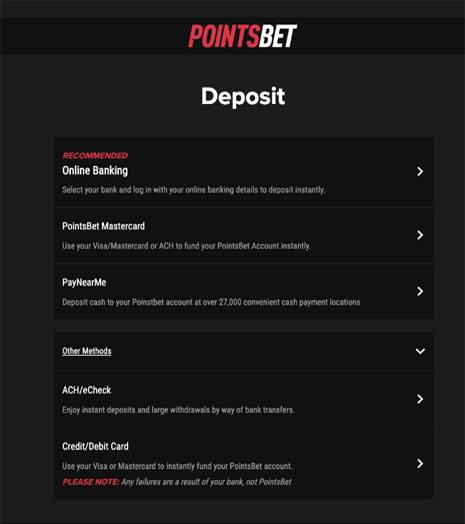 POINTSBET
Deposit
RECOMMENDED
Online Banking
Select your bank and log in with your online banking details to deposit instantly.
PointsBet Mastercard
Use your Visa/Mastercard or ACH to fund your PointsBet Account instantly.
PayNearMe
Deposit cash to your Poinstbet account at over 27,000 convenient cash payment locations
Other Methods
ACH/eCheck
Enjoy instant deposits and large withdrawals by way of bank transfers.
Credit/Debit Card
Use your Visa or Mastercard to instantly fund your PointsBet account.
PLEASE NOTE: Any failures are a result of your bank, not PointsBet